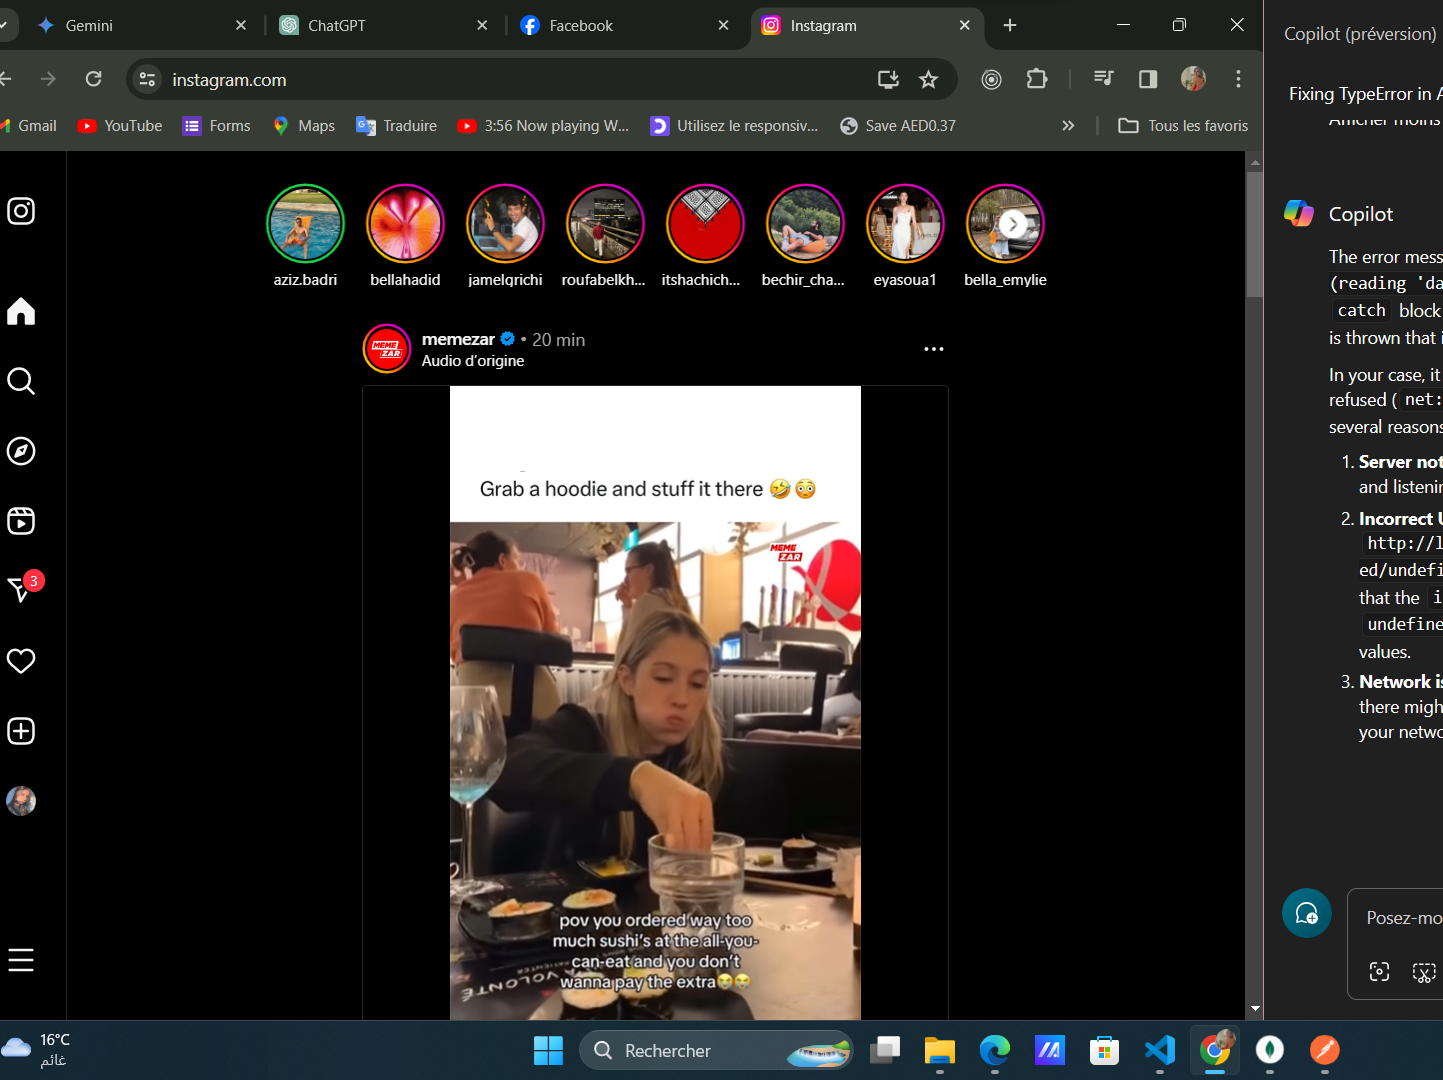 Gemini
ChatGPT
Facebook
Instagram
instagram.com
Gmail
YouTube
Forms
Maps
Traduire
3:56 Now playing W...
Utilisez le responsiv...
Save AED0.37
Tous les favoris
aziz.badri
bellahadid
jamelgrichi
roufabelkh...
itshachich...
bechir_cha...
eyasoua1
bella_emylie
MEME ZAR
memezar • 20 min
Audio d'origine
3
Grab a hoodie and stuff it there 🤣😳
MEME
ZAR
pov you ordered way too
much sushi's at the all-you-
can-eat and you don't
wanna pay the extra😭😭
VOLONTÉ
Copilot (préversion)
Fixing TypeError in A
Afficher moins
Copilot
The error mess
(reading 'da
catch block
is thrown that i
In your case, it
refused ( net:
several reasons
1. Server not
and listenin
2. Incorrect U
http://l
ed/undefi
that the i
undefine
values.
3. Network is
there migh
your netwo
Posez-mo
16°C
غائم
Rechercher